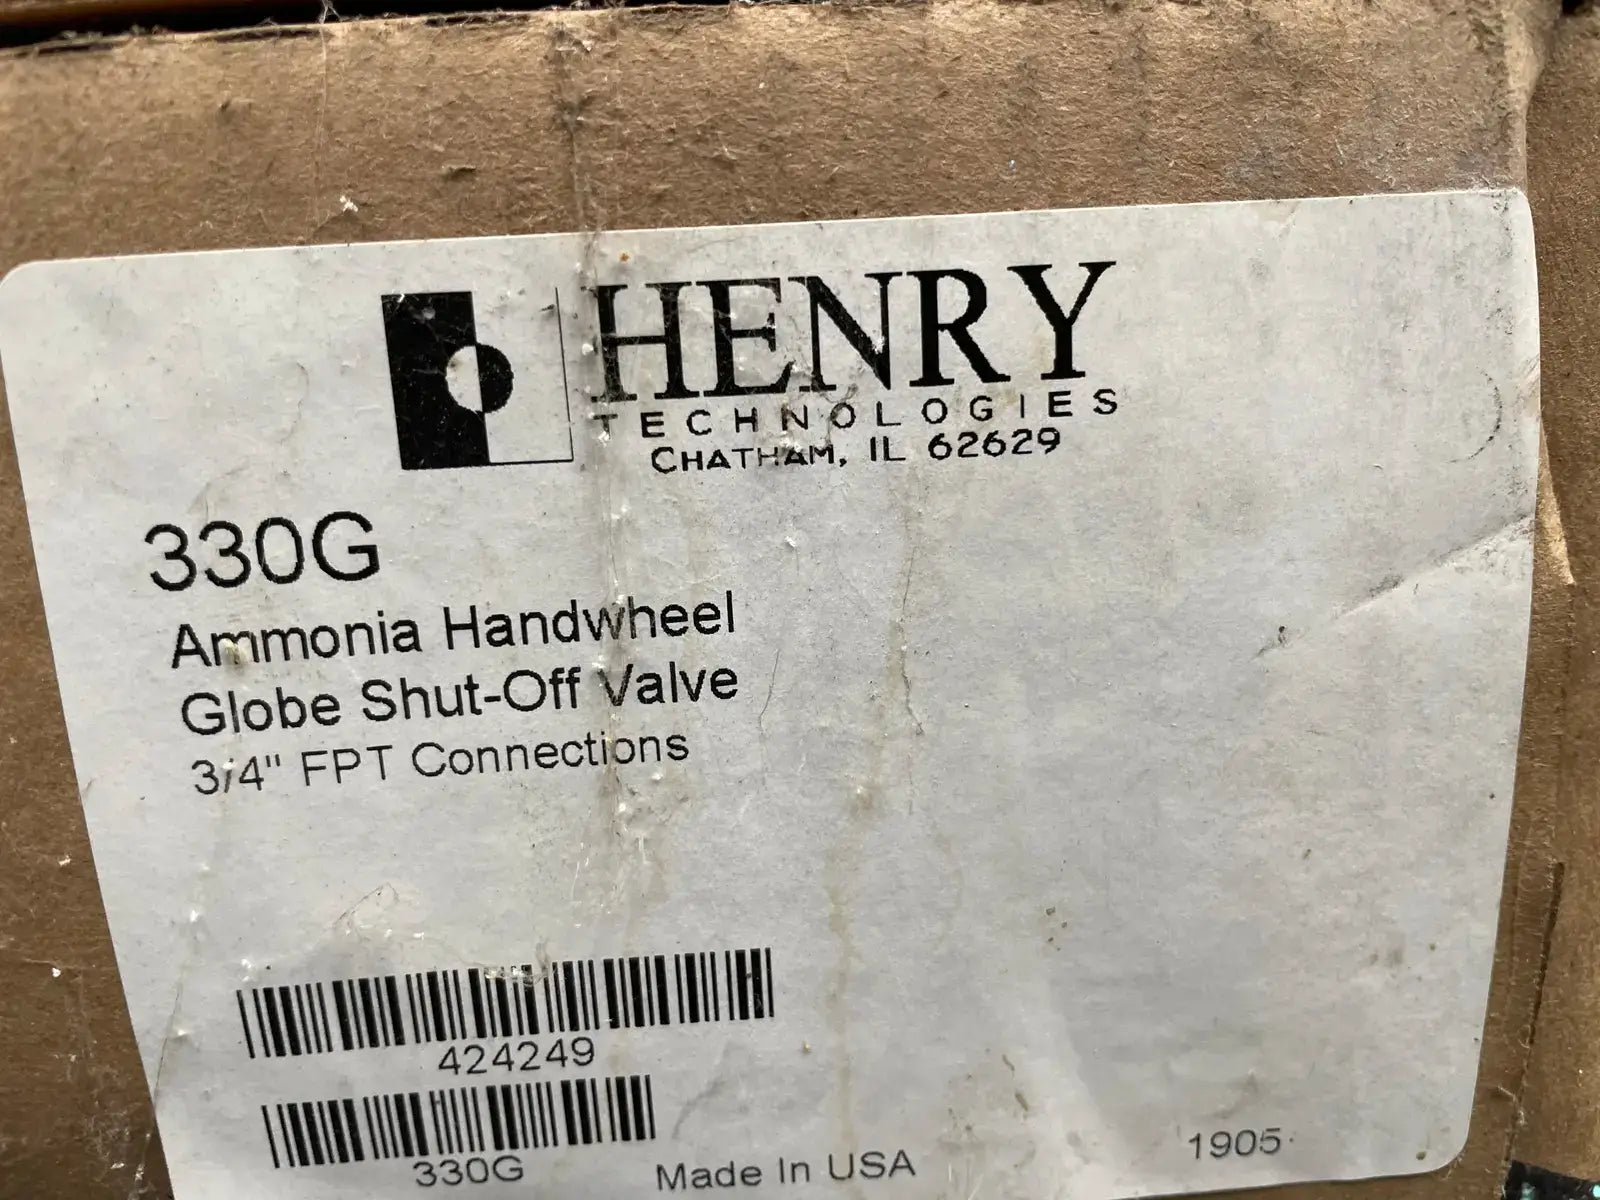 HENRY
TECHNOLOGIES
CHATHAM, IL 62629
330G
Ammonia Handwheel
Globe Shut-Off Valve
3/4" FPT Connections
424249
330G
Made In USA
1905